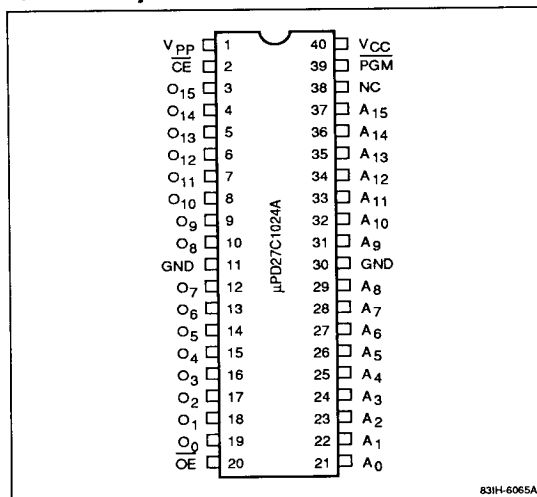 V PP 1 40 VCC
CE 2 39 PGM
O15 3 38 NC
O14 4 37 A15
O13 5 36 A14
O12 6 35 A13
O11 7 34 A12
O10 8 33 A11
O9 9 32 A10
O8 10 31 A9
GND 11 30 GND
O7 12 29 A8
O6 13 28 A7
O5 14 27 A6
O4 15 26 A5
O3 16 25 A4
O2 17 24 A3
O1 18 23 A2
O0 19 22 A1
OE 20 21 A0
μPD27C1024A
83IH-6065A